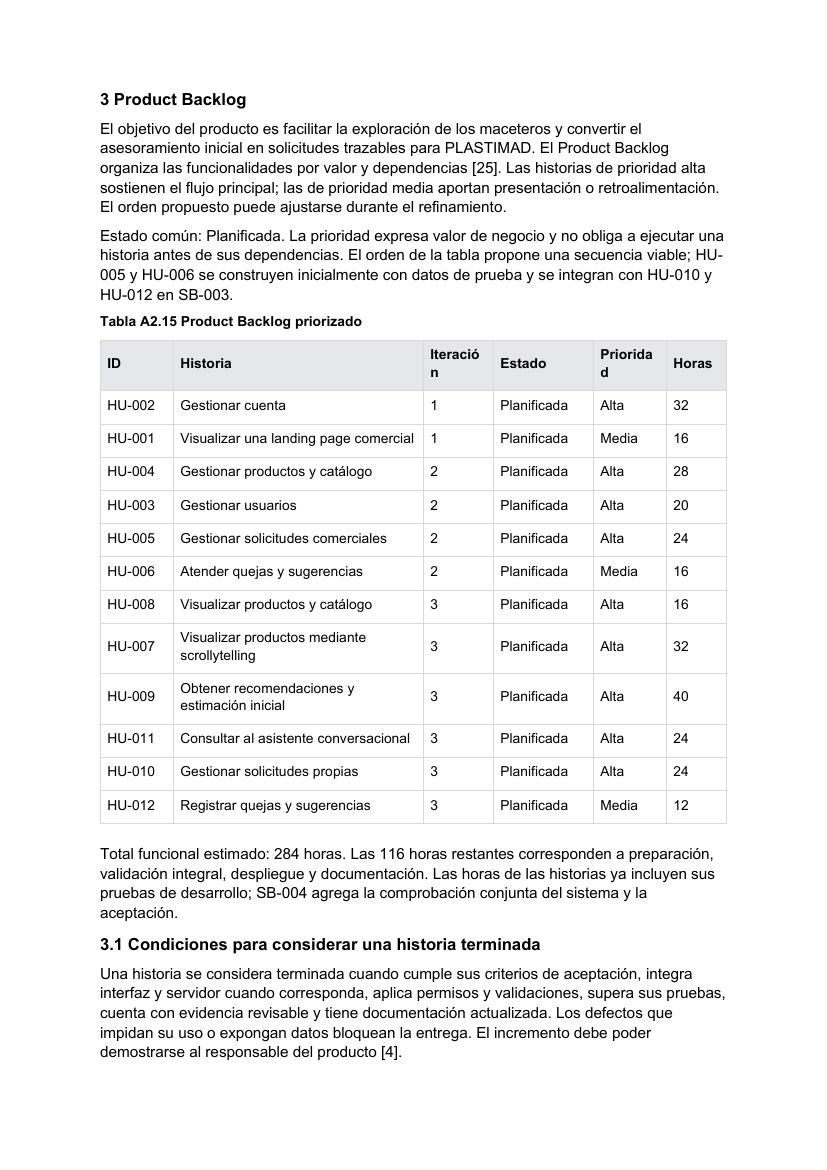 3 Product Backlog
El objetivo del producto es facilitar la exploración de los maceteros y convertir el
asesoramiento inicial en solicitudes trazables para PLASTIMAD. El Product Backlog
organiza las funcionalidades por valor y dependencias [25]. Las historias de prioridad alta
sostienen el flujo principal; las de prioridad media aportan presentación o retroalimentación.
El orden propuesto puede ajustarse durante el refinamiento.
Estado común: Planificada. La prioridad expresa valor de negocio y no obliga a ejecutar una
historia antes de sus dependencias. El orden de la tabla propone una secuencia viable; HU-
005 y HU-006 se construyen inicialmente con datos de prueba y se integran con HU-010 y
HU-012 en SB-003.
Tabla A2.15 Product Backlog priorizado
ID Historia Iteració n Estado Priorida d Horas
HU-002 Gestionar cuenta 1 Planificada Alta 32
HU-001 Visualizar una landing page comercial 1 Planificada Media 16
HU-004 Gestionar productos y catálogo 2 Planificada Alta 28
HU-003 Gestionar usuarios 2 Planificada Alta 20
HU-005 Gestionar solicitudes comerciales 2 Planificada Alta 24
HU-006 Atender quejas y sugerencias 2 Planificada Media 16
HU-008 Visualizar productos y catálogo 3 Planificada Alta 16
HU-007 Visualizar productos mediante scrollytelling 3 Planificada Alta 32
HU-009 Obtener recomendaciones y estimación inicial 3 Planificada Alta 40
HU-011 Consultar al asistente conversacional 3 Planificada Alta 24
HU-010 Gestionar solicitudes propias 3 Planificada Alta 24
HU-012 Registrar quejas y sugerencias 3 Planificada Media 12
Total funcional estimado: 284 horas. Las 116 horas restantes corresponden a preparación,
validación integral, despliegue y documentación. Las horas de las historias ya incluyen sus
pruebas de desarrollo; SB-004 agrega la comprobación conjunta del sistema y la
aceptación.
3.1 Condiciones para considerar una historia terminada
Una historia se considera terminada cuando cumple sus criterios de aceptación, integra
interfaz y servidor cuando corresponda, aplica permisos y validaciones, supera sus pruebas,
cuenta con evidencia revisable y tiene documentación actualizada. Los defectos que
impidan su uso o expongan datos bloquean la entrega. El incremento debe poder
demostrarse al responsable del producto [4].